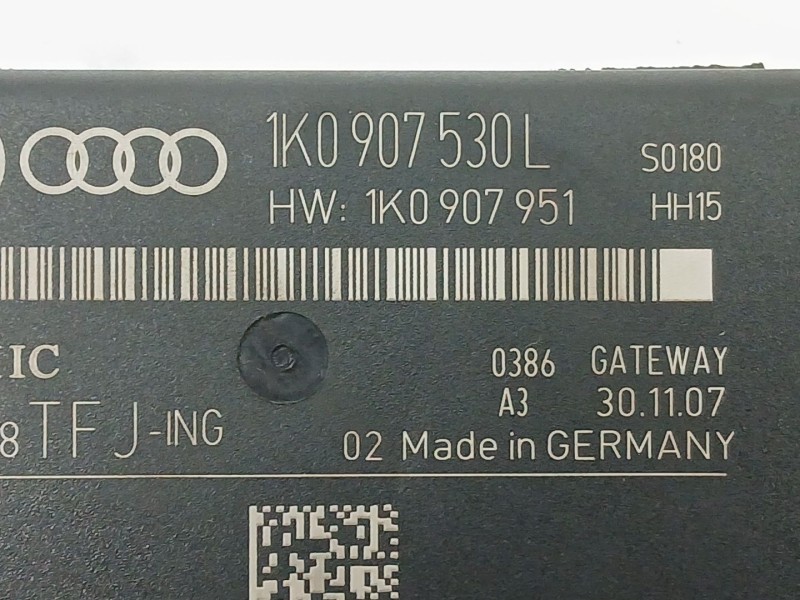 1K0 907 530 L S0180
HW: 1K0 907 951 HH15
IC 0386 GATEWAY
A3 30.11.07
8 TF J-ING 02 Made in GERMANY